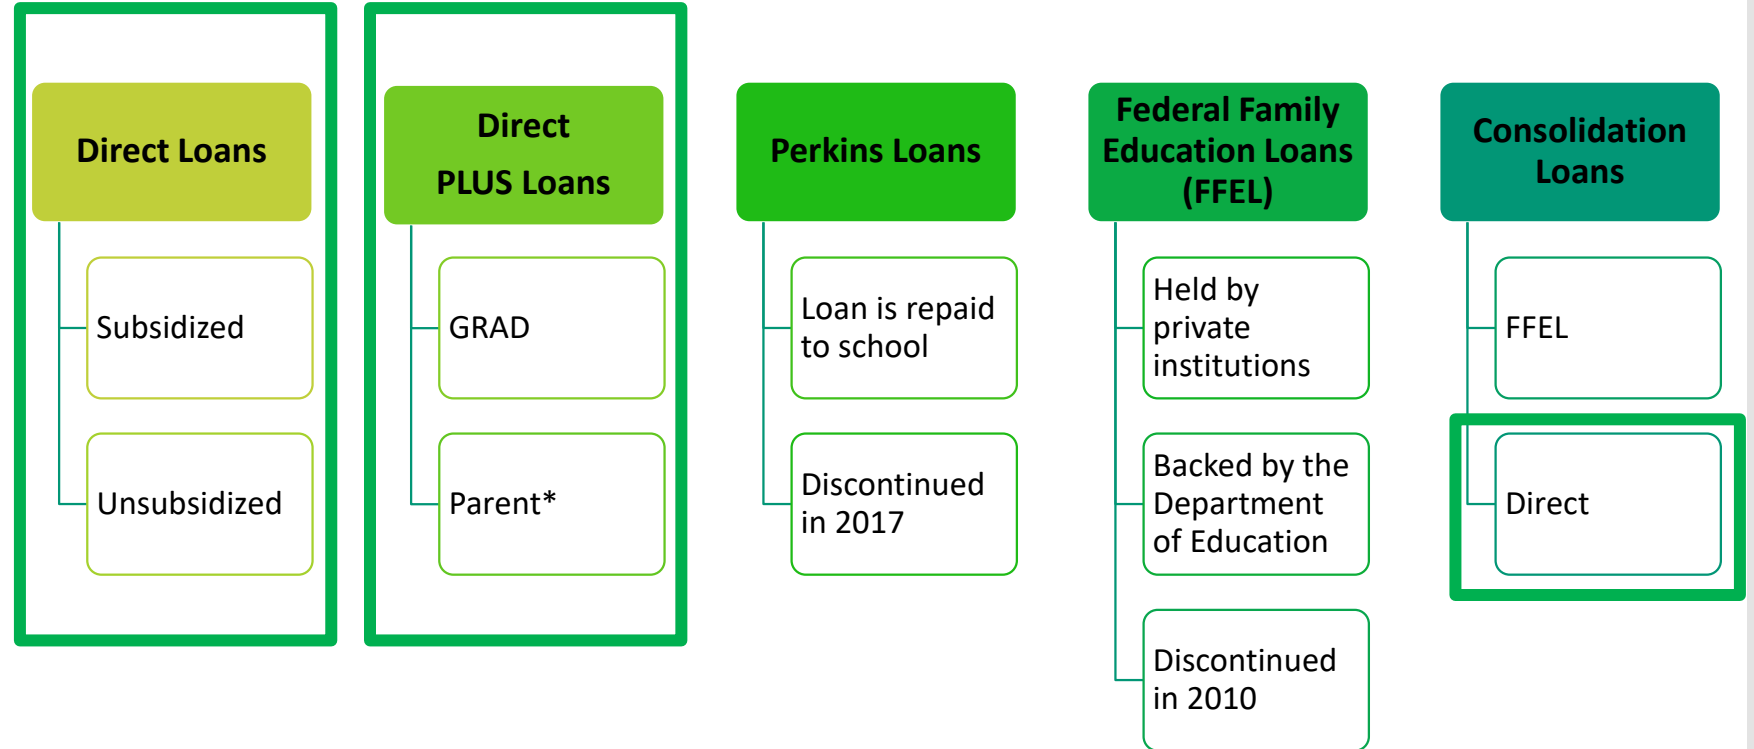 Direct Loans
Subsidized
Unsubsidized
Direct
PLUS Loans
GRAD
Parent*
Perkins Loans
Loan is repaid
to school
Discontinued
in 2017
Federal Family
Education Loans
(FFEL)
Held by
private
institutions
Backed by the
Department
of Education
Discontinued
in 2010
Consolidation
Loans
FFEL
Direct